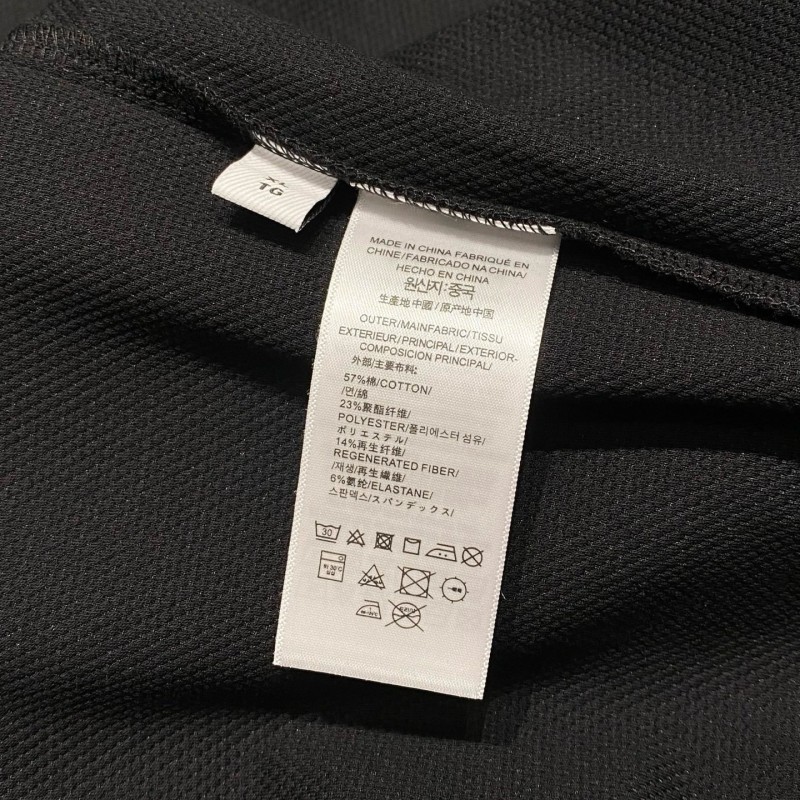 XL
TG
MADE IN CHINA FABRIQUÉ EN
CHINE/FABRICADO NA CHINA/
HECHO EN CHINA
원산지:중국
生產地中國/原产地中国
OUTER/MAINFABRIC/TISSU
EXTERIEUR/PRINCIPAL/EXTERIOR-
COMPOSICION PRINCIPAL/
外部/主要布料:
57%棉/COTTON/
/면/綿
23%聚酯纤维/
POLYESTER/폴리에스터 섬유/
ポリエステル/
14%再生纤维/
REGENERATED FIBER/
/재생/再生繊維/
6%氨纶/ELASTANE/
스판덱스/スパンデックス/
30